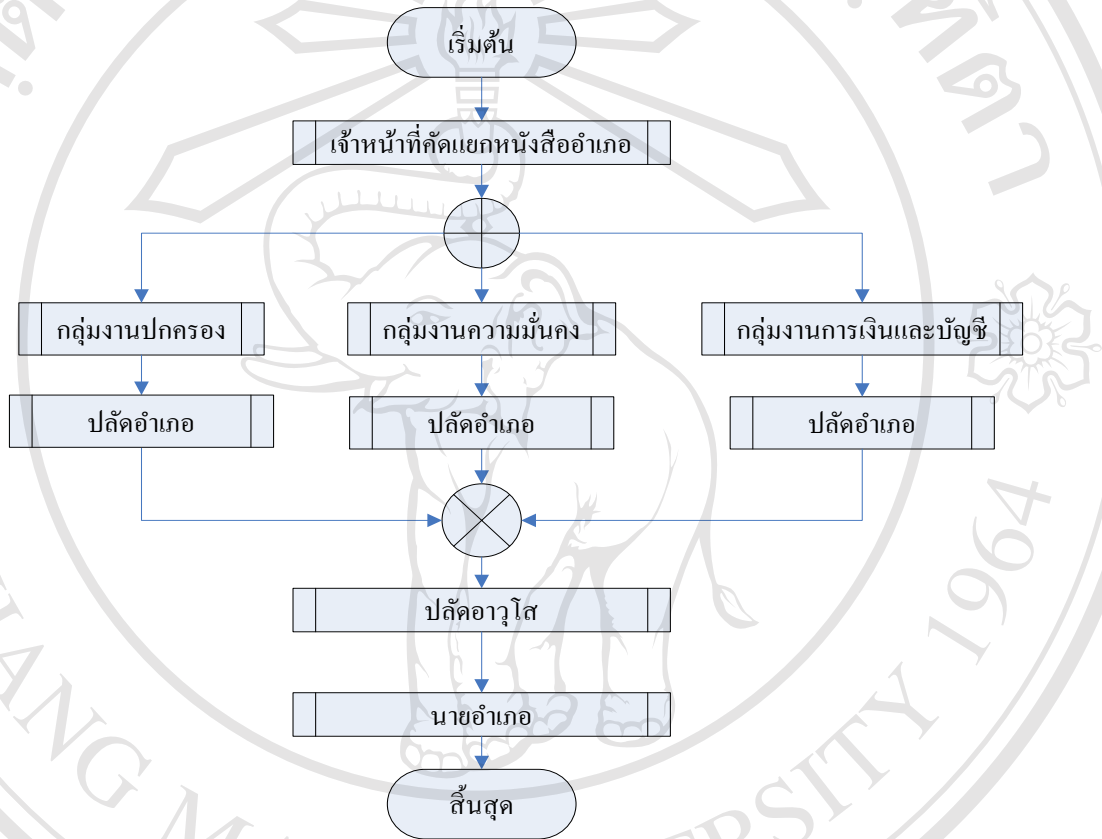 เริ่มต้น
เจ้าหน้าที่คัดแยกหนังสืออำเภอ
กลุ่มงานปกครอง
กลุ่มงานความมั่นคง
กลุ่มงานการเงินและบัญชี
ปลัดอำเภอ
ปลัดอำเภอ
ปลัดอำเภอ
ปลัดอาวุโส
นายอำเภอ
สิ้นสุด
1964